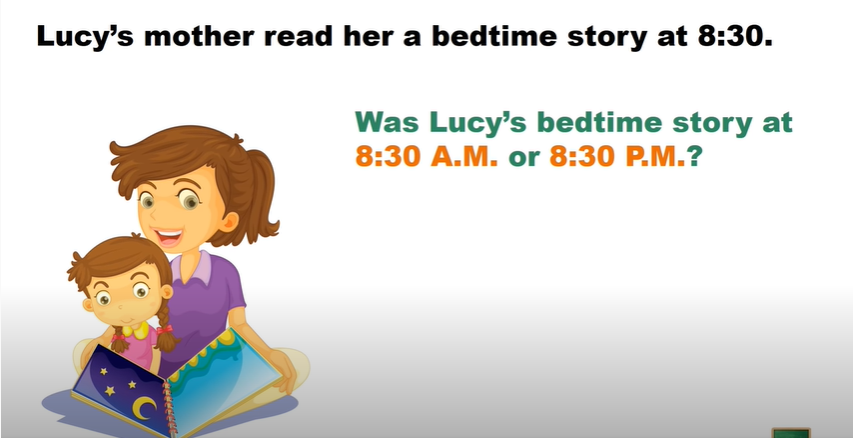 Lucy’s mother read her a bedtime story at 8:30.
Was Lucy’s bedtime story at
8:30 A.M. or 8:30 P.M.?